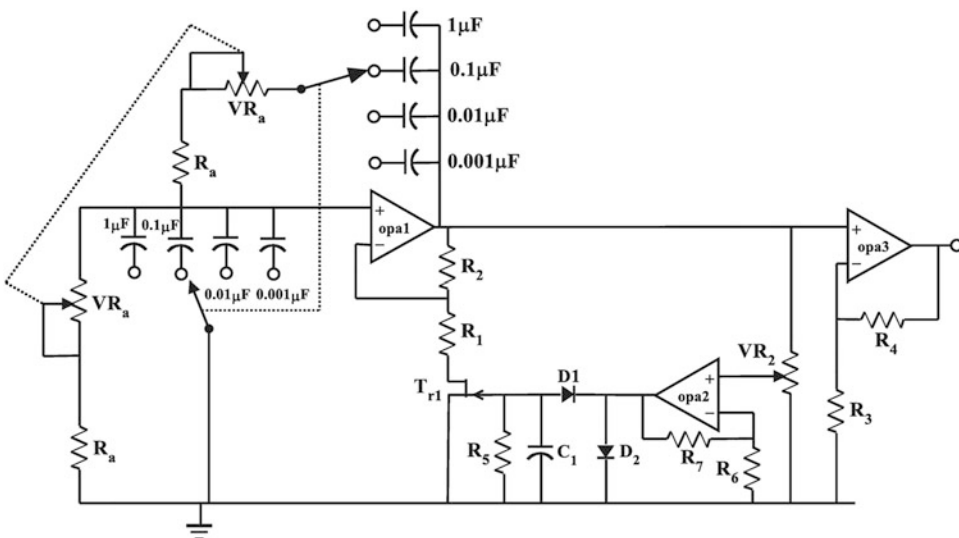 1μF
0.1μF
VRa
0.01μF
Ra
0.001μF
1μF
0.1μF
+
opa1
−
+
opa3
−
R2
0.01μF
0.001μF
VRa
R4
R1
VR2
D1
+
Tr1
opa2
−
R3
Ra
R5
C1
D2
R7
R6